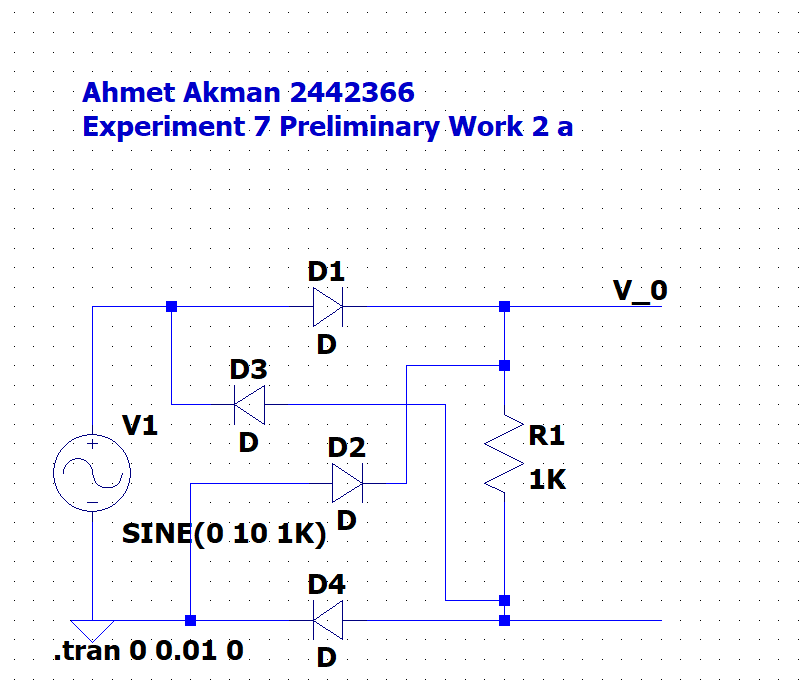 Ahmet Akman 2442366
Experiment 7 Preliminary Work 2 a
D1
V_0
D
D3
V1
D2
R1
D
1K
SINE(0 10 1K)
D
D4
.tran 0 0.01 0
D